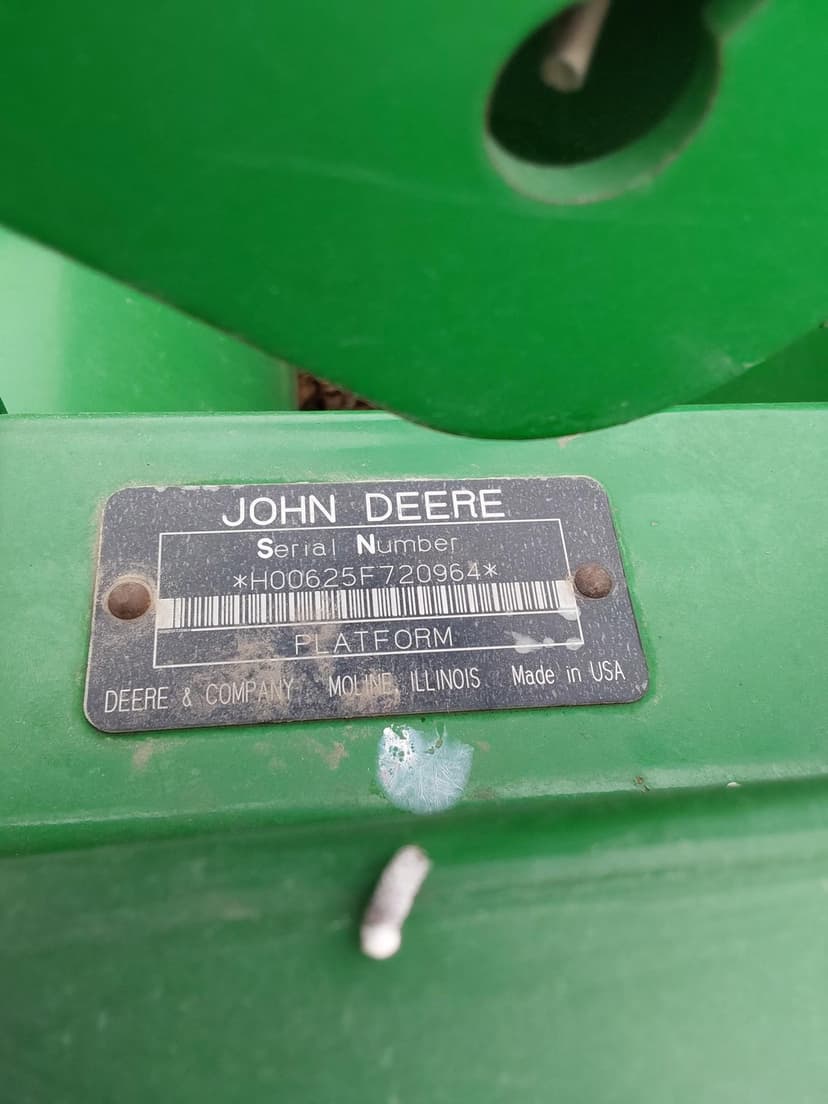 JOHN DEERE
Serial Number
*H00625F720964*
PLATFORM
DEERE & COMPANY MOLINE, ILLINOIS Made in USA